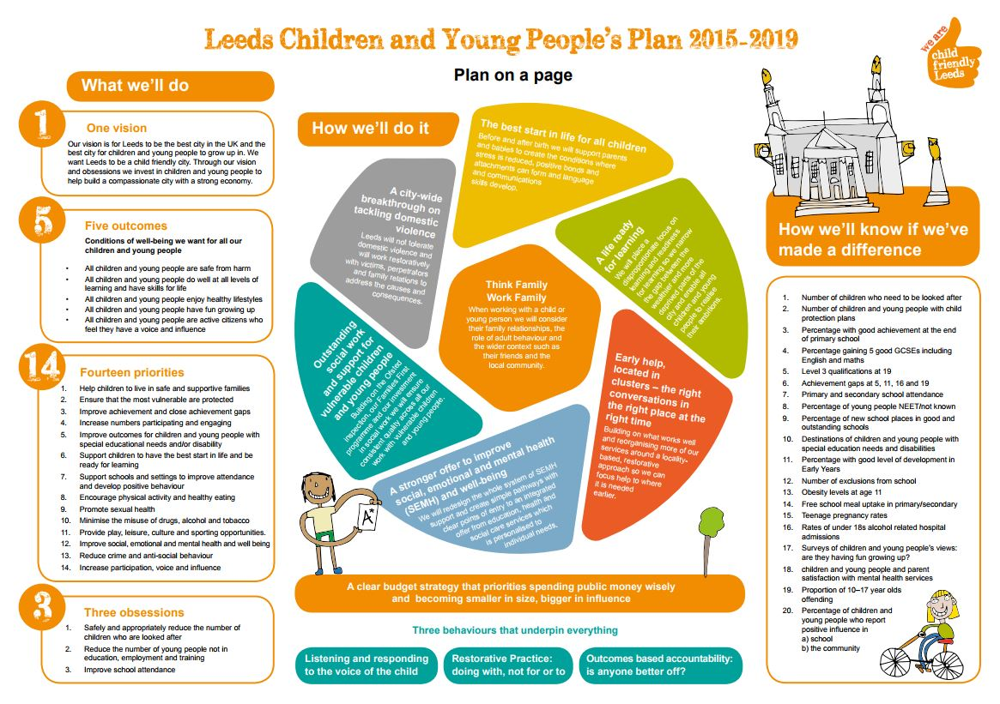 Leeds Children and Young People's Plan 2015-2019
Plan on a page
we are
child
friendly
Leeds
What we'll do
1
One vision
Our vision is for Leeds to be the best city in the UK and the
best city for children and young people to grow up in. We
want Leeds to be a child friendly city. Through our vision
and obsessions we invest in children and young people to
help build a compassionate city with a strong economy.
5
Five outcomes
Conditions of well-being we want for all our
children and young people
• All children and young people are safe from harm
• All children and young people do well at all levels of
learning and have skills for life
• All children and young people enjoy healthy lifestyles
• All children and young people have fun growing up
• All children and young people are active citizens who
feel they have a voice and influence
14
Fourteen priorities
1. Help children to live in safe and supportive families
2. Ensure that the most vulnerable are protected
3. Improve achievement and close achievement gaps
4. Increase numbers participating and engaging
5. Improve outcomes for children and young people with
special educational needs and/or disability
6. Support children to have the best start in life and be
ready for learning
7. Support schools and settings to improve attendance
and develop positive behaviour
8. Encourage physical activity and healthy eating
9. Promote sexual health
10. Minimise the misuse of drugs, alcohol and tobacco
11. Provide play, leisure, culture and sporting opportunities.
12. Improve social, emotional and mental health and well being
13. Reduce crime and anti-social behaviour
14. Increase participation, voice and influence
3
Three obsessions
1. Safely and appropriately reduce the number of
children who are looked after
2. Reduce the number of young people not in
education, employment and training
3. Improve school attendance
How we'll do it
The best start in life for all children
Before and after birth we will support parents
and babies to create the conditions where
stress is reduced, positive bonds and
attachments can form and language
and communications
skills develop.
A life ready
for learning
We will place a
disproportionate focus on
learning and readiness
for learning so we narrow
the gap between the
wealthier and more
deprived parts of the
city and ensure all
children and young
people to realise
their ambitions.
Early help,
located in
clusters – the right
conversations in
the right place at the
right time
Building on what works well
and reorganising more of our
services around a locality-
based, restorative
approach so we can
focus help to where
it is needed
earlier.
A stronger offer to improve
social, emotional and mental health
(SEMH) and well-being
We will redesign the whole system of SEMH
support and create simple pathways with
clear points of entry to an integrated
offer from education, health and
social care services which
is personalised to
individual needs.
Outstanding
social work
and support for
vulnerable children
and young people
Building on the Ofsted
inspection, our Families First
programme and our investment
in social work we will ensure
consistent quality across all our
work with vulnerable children
and young people.
A city-wide
breakthrough on
tackling domestic
violence
Leeds will not tolerate
domestic violence and
will work restoratively
with victims, perpetrators
and family relations to
address the causes and
consequences.
Think Family
Work Family
When working with a child or
young person we will consider
their family relationships, the
role of adult behaviour and
the wider context such as
their friends and the
local community.
A*
A clear budget strategy that priorities spending public money wisely
and becoming smaller in size, bigger in influence
Three behaviours that underpin everything
Listening and responding
to the voice of the child
Restorative Practice:
doing with, not for or to
Outcomes based accountability:
is anyone better off?
How we'll know if we've
made a difference
1. Number of children who need to be looked after
2. Number of children and young people with child
protection plans
3. Percentage with good achievement at the end
of primary school
4. Percentage gaining 5 good GCSEs including
English and maths
5. Level 3 qualifications at 19
6. Achievement gaps at 5, 11, 16 and 19
7. Primary and secondary school attendance
8. Percentage of young people NEET/not known
9. Percentage of new school places in good and
outstanding schools
10. Destinations of children and young people with
special education needs and disabilities
11. Percentage with good level of development in
Early Years
12. Number of exclusions from school
13. Obesity levels at age 11
14. Free school meal uptake in primary/secondary
15. Teenage pregnancy rates
16. Rates of under 18s alcohol related hospital
admissions
17. Surveys of children and young people's views:
are they having fun growing up?
18. children and young people and parent
satisfaction with mental health services
19. Proportion of 10–17 year olds
offending
20. Percentage of children and
young people who report
positive influence in
a) school
b) the community